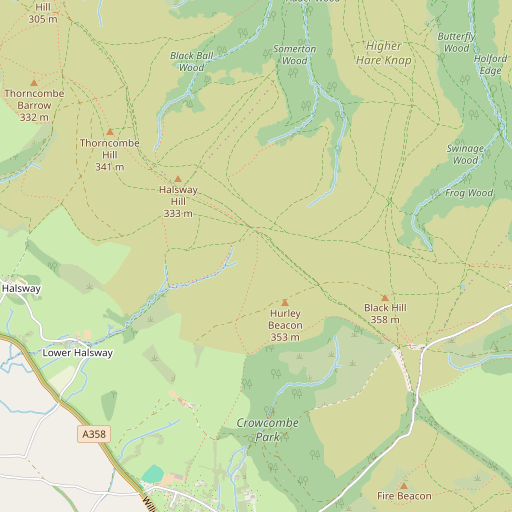 Hill
305 m
Black Ball
Wood
Somerton
Wood
Higher
Hare Knap
Butterfly
Wood
Holford
Edge
Thorncombe
Barrow
332 m
Thorncombe
Hill
341 m
Swinage
Wood
Halsway
Hill
333 m
Frog Wood
Halsway
Hurley
Beacon
353 m
Black Hill
358 m
Lower Halsway
A358
Crowcombe
Park
Fire Beacon